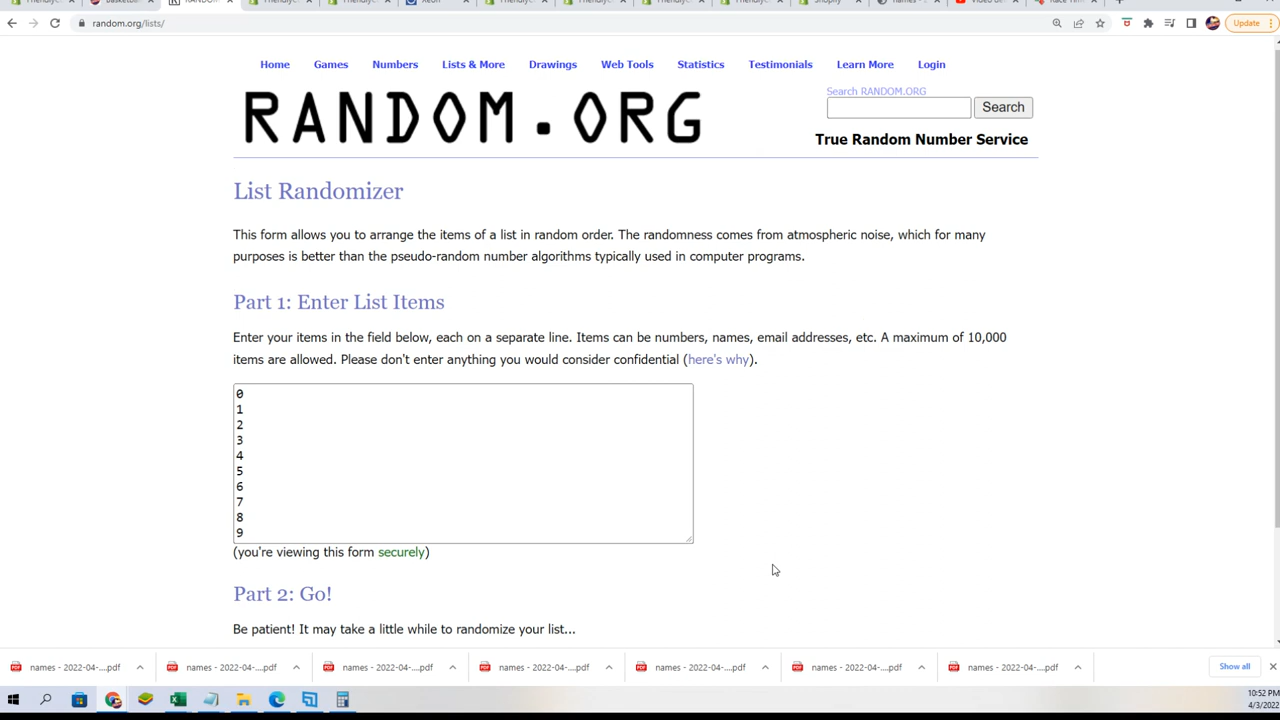 random.org/lists/
Update
Home Games Numbers Lists & More Drawings Web Tools Statistics Testimonials Learn More Login
RANDOM.ORG
Search RANDOM.ORG
Search
True Random Number Service
List Randomizer
This form allows you to arrange the items of a list in random order. The randomness comes from atmospheric noise, which for many
purposes is better than the pseudo-random number algorithms typically used in computer programs.
Part 1: Enter List Items
Enter your items in the field below, each on a separate line. Items can be numbers, names, email addresses, etc. A maximum of 10,000
items are allowed. Please don't enter anything you would consider confidential (here's why).
0
1
2
3
4
5
6
7
8
9
(you're viewing this form securely)
Part 2: Go!
Be patient! It may take a little while to randomize your list...
names - 2022-04-....pdf names - 2022-04-....pdf names - 2022-04-....pdf names - 2022-04-....pdf names - 2022-04-....pdf names - 2022-04-....pdf names - 2022-04-....pdf Show all
10:52 PM
4/3/2022